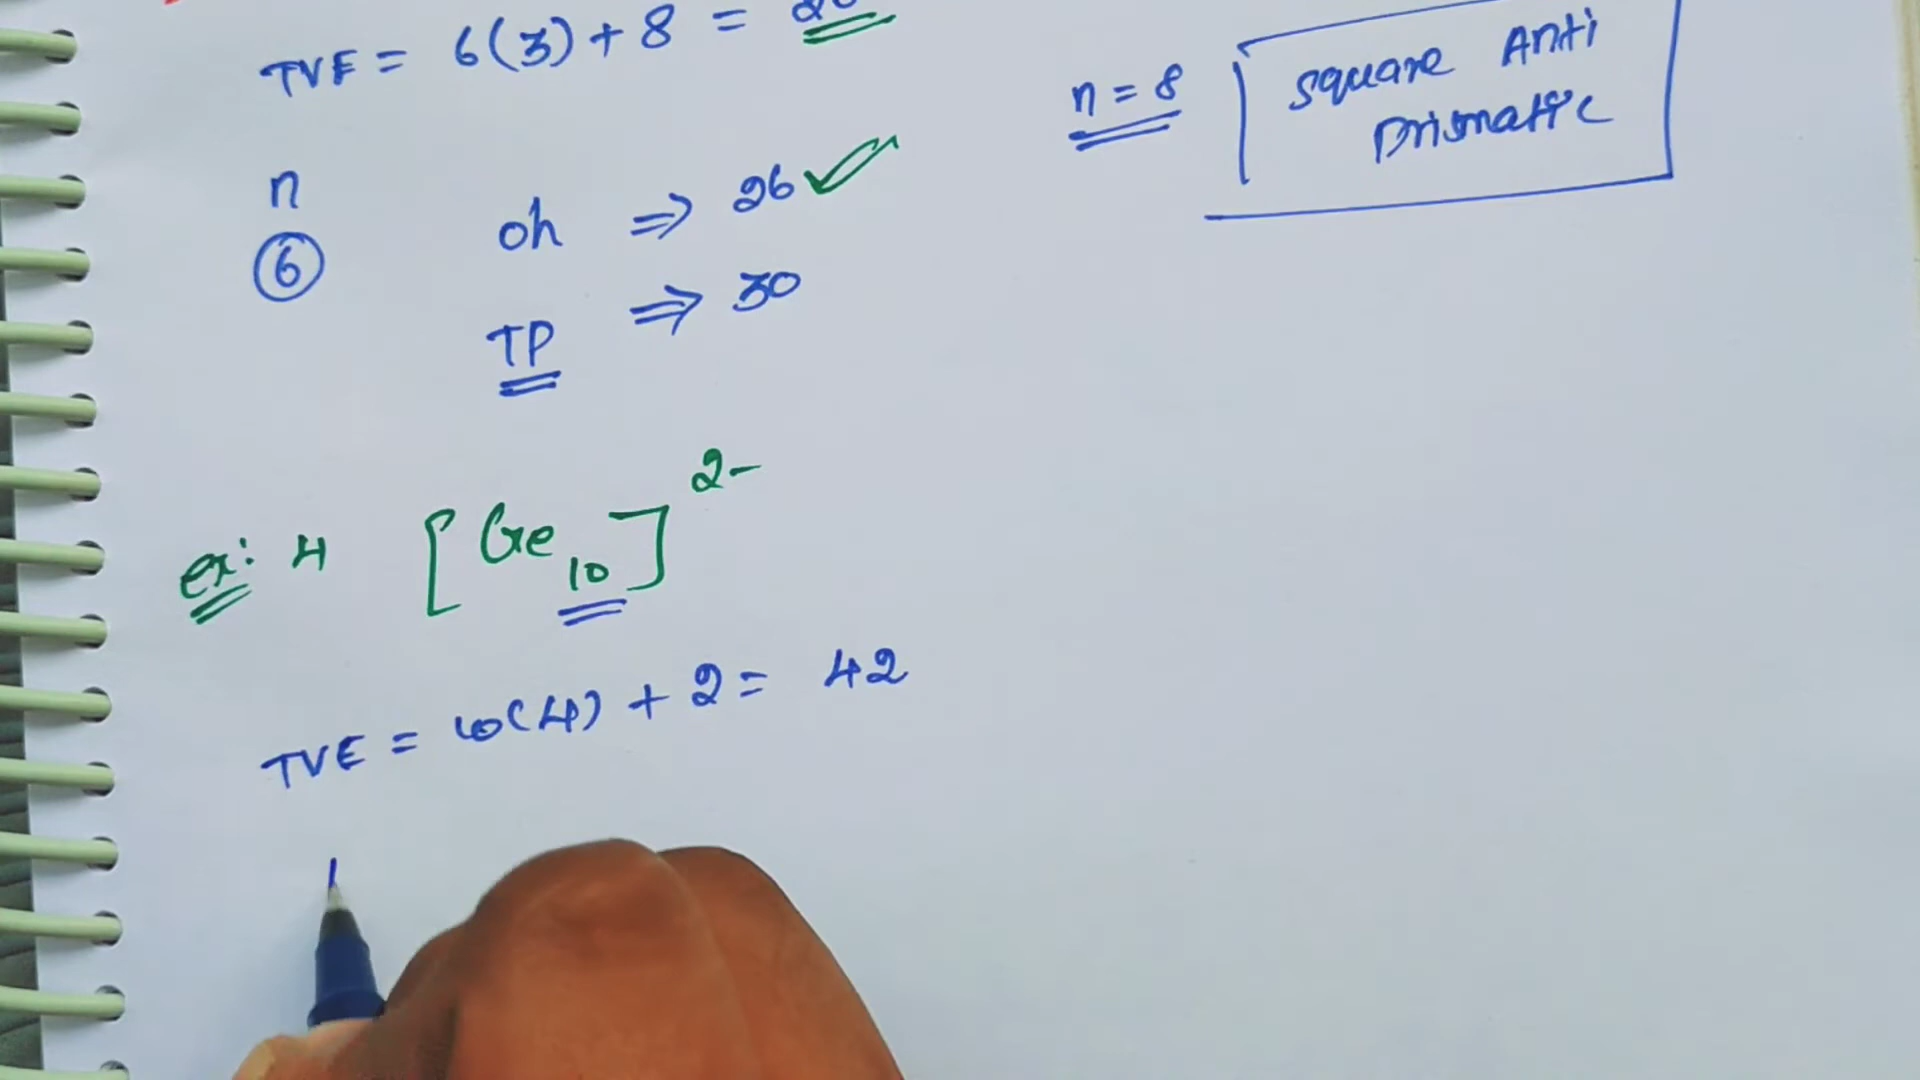 TVE = 6(3) + 8 =
n
6
oh ⇒ 26 ✓
TP ⇒ 30
ex: 4 [Ge10]2-
TVE = 10(4) + 2 = 42
n = 8
Square Anti
Prismatic